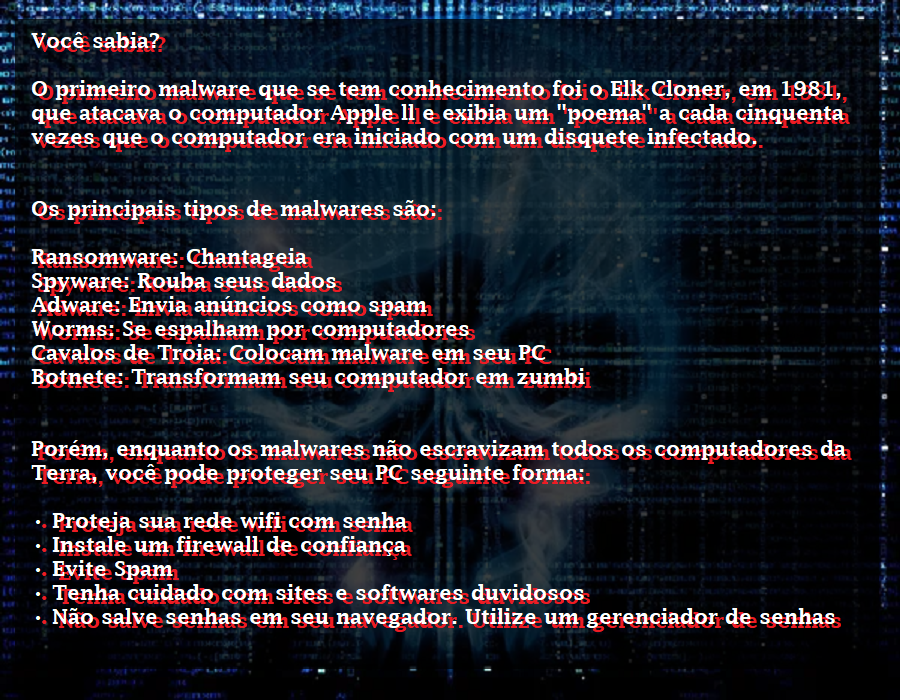 Você sabia?
O primeiro malware que se tem conhecimento foi o Elk Cloner, em 1981,
que atacava o computador Apple ll e exibia um "poema" a cada cinquenta
vezes que o computador era iniciado com um disquete infectado.
Os principais tipos de malwares são:
Ransomware: Chantageia
Spyware: Rouba seus dados
Adware: Envia anúncios como spam
Worms: Se espalham por computadores
Cavalos de Troia: Colocam malware em seu PC
Botnete: Transformam seu computador em zumbi
Porém, enquanto os malwares não escravizam todos os computadores da
Terra, você pode proteger seu PC seguinte forma:
· Proteja sua rede wifi com senha
· Instale um firewall de confiança
· Evite Spam
· Tenha cuidado com sites e softwares duvidosos
· Não salve senhas em seu navegador. Utilize um gerenciador de senhas